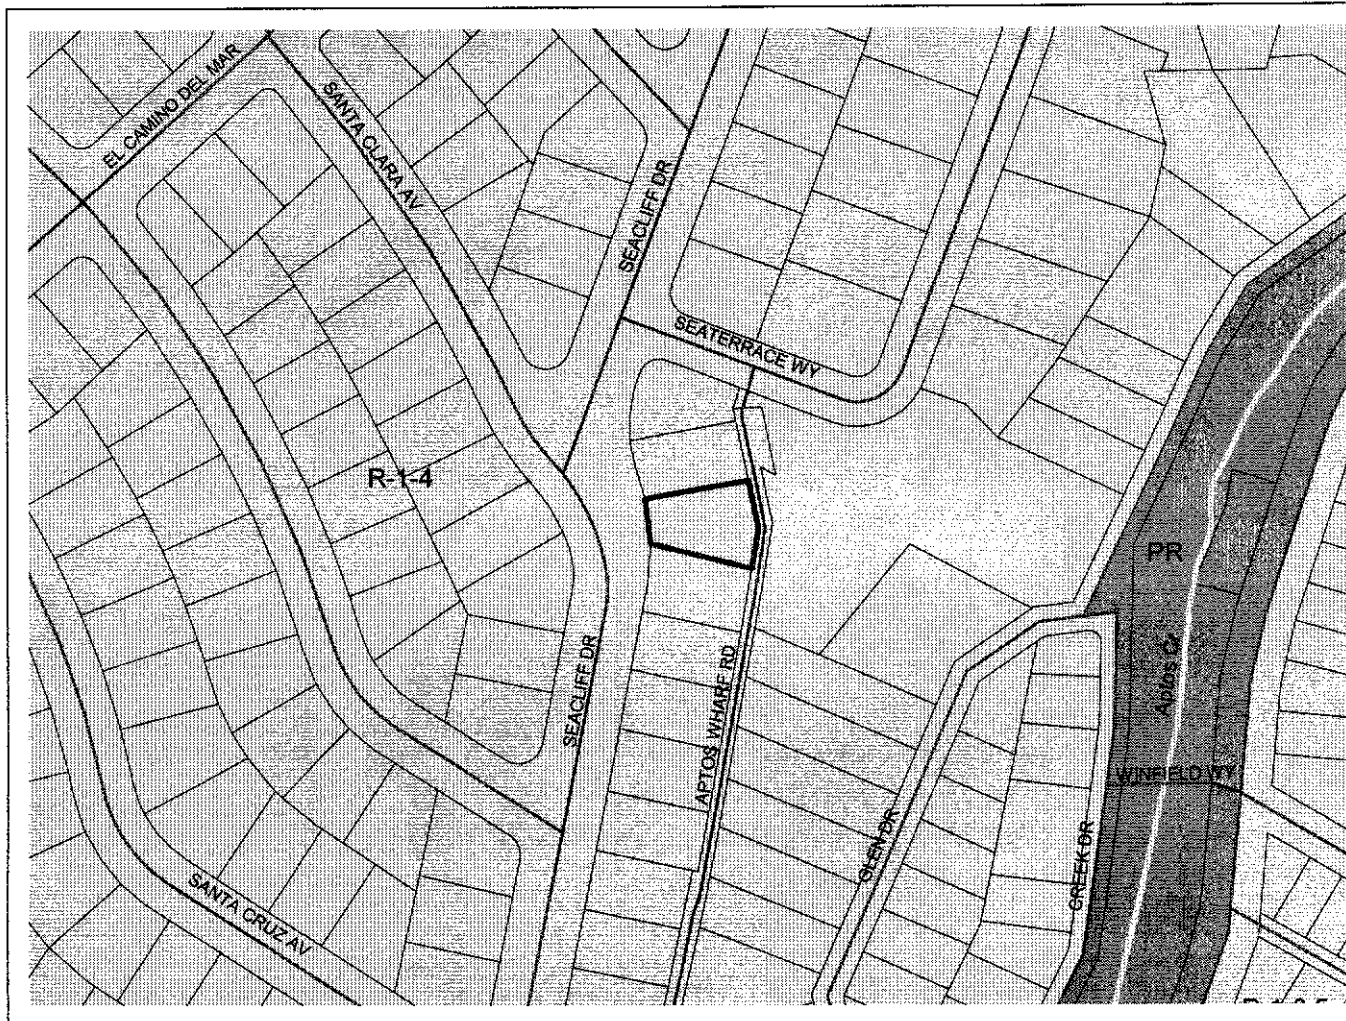 EL CAMINO DEL MAR
SANTA CLARA AV
SEACLIFF DR
SEATERRACE WY
R-1-4
PR
Aptos Cr
SEACLIFF DR
APTOS WHARF RD
WINFIELD WY
GLEN DR
CREEK DR
SANTA CRUZ AV